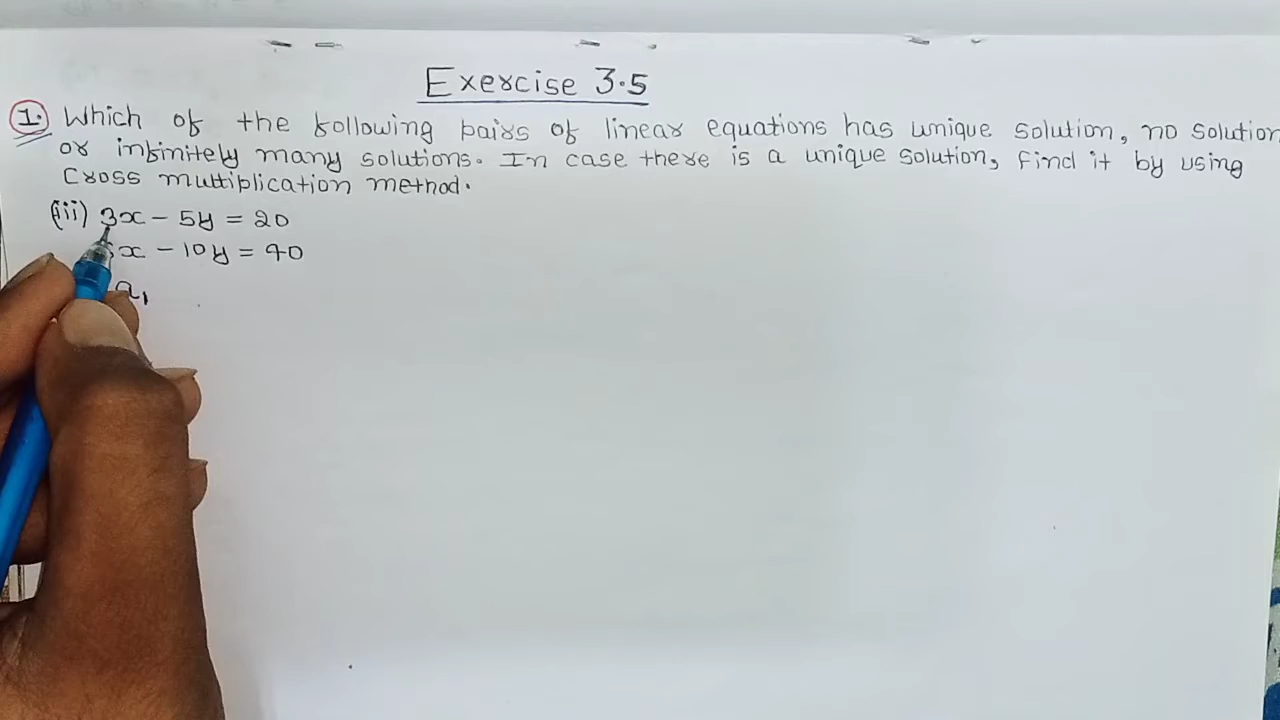 Exercise 3.5
1. Which of the following pairs of linear equations has unique solution, no solution
or infinitely many solutions. In case there is a unique solution, find it by using
Cross multiplication method.
(iii) 3x - 5y = 20
x - 10y = 40
a₁